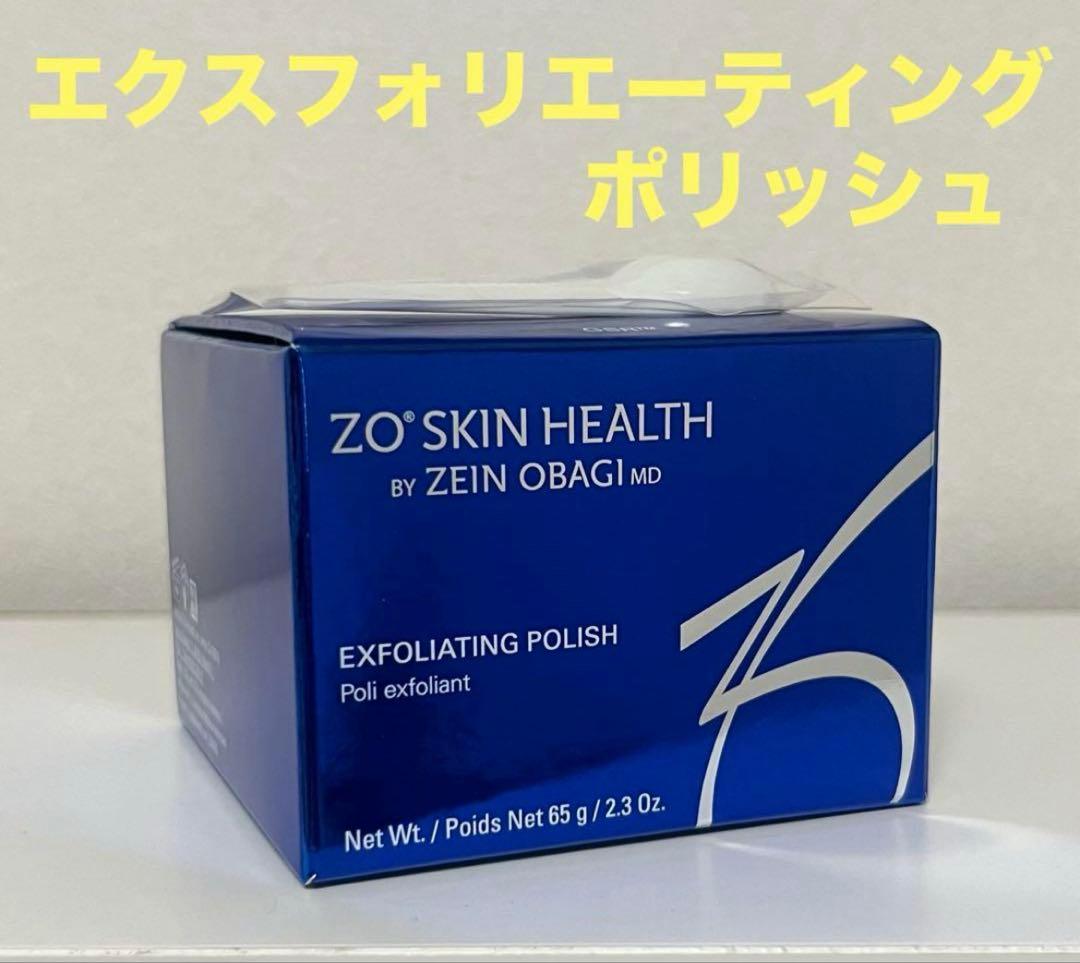 エクスフォリエーティング
ポリッシュ
GSR™
ZO® SKIN HEALTH
BY ZEIN OBAGI MD
EXFOLIATING POLISH
Poli exfoliant
Net Wt. / Poids Net 65 g / 2.3 Oz.